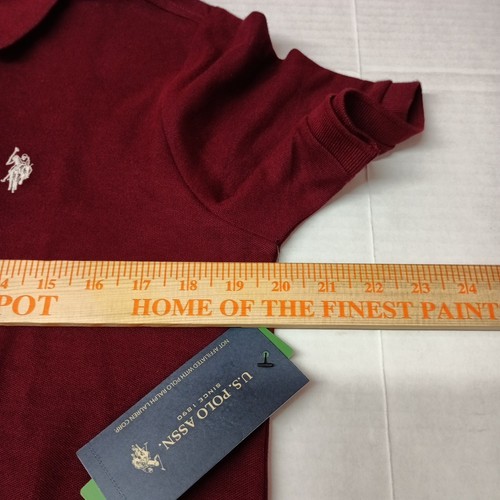 4 15 16 17 18 19 20 21 22 23 24
POT HOME OF THE FINEST PAINT
U.S. POLO ASSN.
SINCE 1890
NOT AFFILIATED WITH POLO RALPH LAUREN CORP.